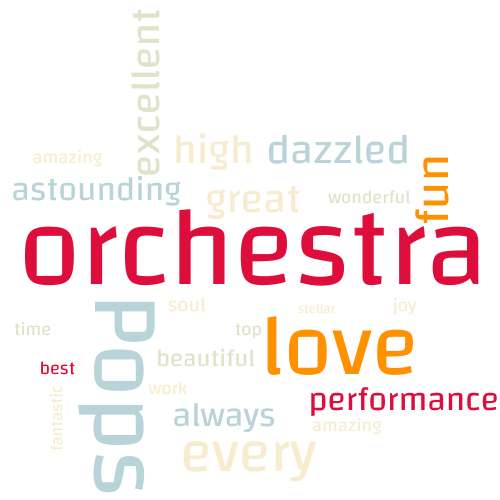 excellent
high
dazzled
amazing
fun
astounding
great
wonderful
orchestra
pops
soul
stellar
joy
time
top
love
best
beautiful
fantastic
work
performance
always
amazing
every